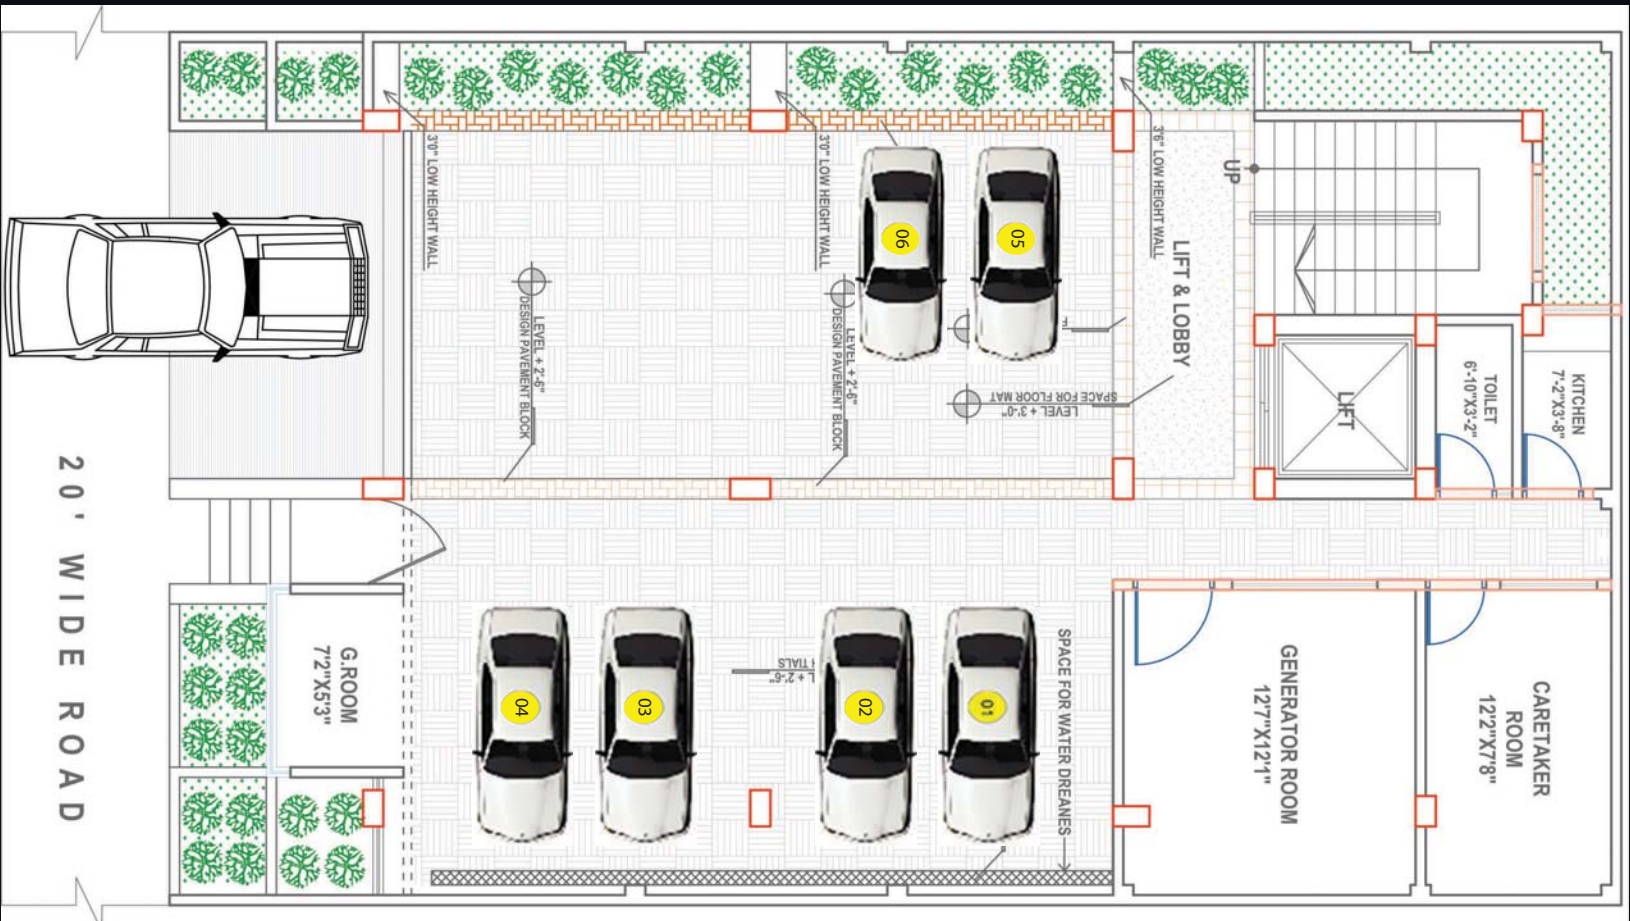 3'0" LOW HEIGHT WALL
3'0" LOW HEIGHT WALL
3'6" LOW HEIGHT WALL
UP
LIFT & LOBBY
06
05
LEVEL + 2'-6"
DESIGN PAVEMENT BLOCK
LEVEL + 2'-6"
DESIGN PAVEMENT BLOCK
LEVEL + 3'-0"
SPACE FOR FLOOR MAT
LIFT
TOILET
6'-10"X3'-2"
KITCHEN
7'-2"X3'-8"
20' WIDE ROAD
G.ROOM
7'2"X5'3"
04
03
02
01
L + 2'-6"
TIALS
SPACE FOR WATER DREANES
GENERATOR ROOM
12'7"X12'1"
CARETAKER
ROOM
12'2"X7'8"